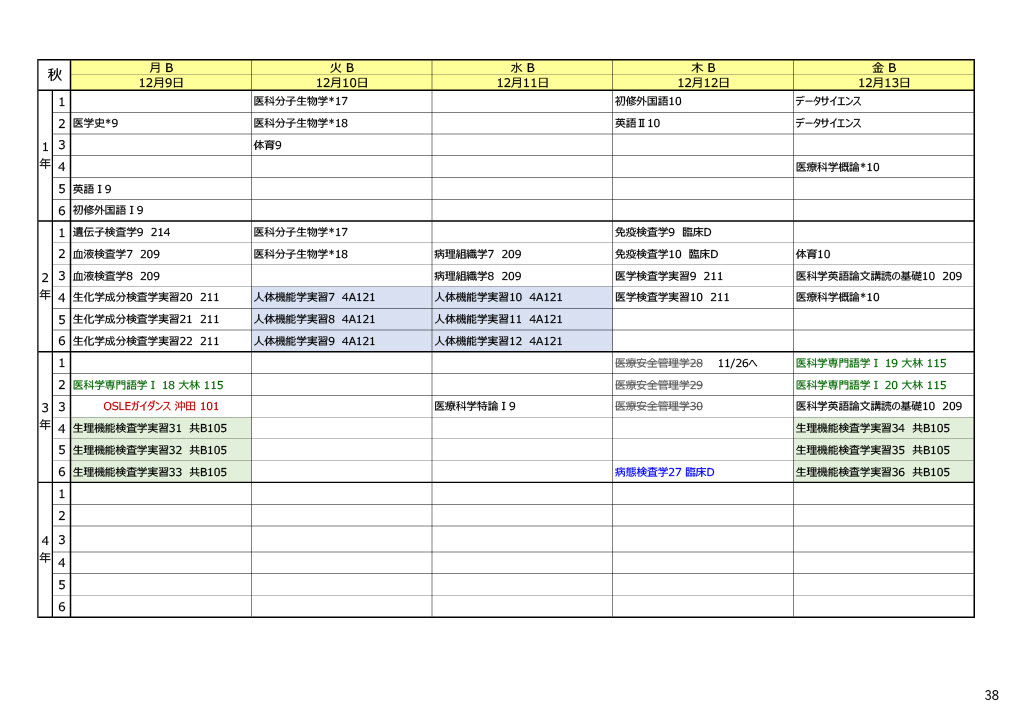 秋 月 B 火 B 水 B 木 B 金 B
12月9日 12月10日 12月11日 12月12日 12月13日
1年
1 医科分子生物学*17 初修外国語10 データサイエンス
2 医学史*9 医科分子生物学*18 英語Ⅱ10 データサイエンス
3 体育9
4 医療科学概論*10
5 英語Ⅰ9
6 初修外国語Ⅰ9
2年
1 遺伝子検査学9 214 医科分子生物学*17 免疫検査学9 臨床D
2 血液検査学7 209 医科分子生物学*18 病理組織学7 209 免疫検査学10 臨床D 体育10
3 血液検査学8 209 病理組織学8 209 医学検査学実習9 211 医科学英語論文講読の基礎10 209
4 生化学成分検査学実習20 211 人体機能学実習7 4A121 人体機能学実習10 4A121 医学検査学実習10 211 医療科学概論*10
5 生化学成分検査学実習21 211 人体機能学実習8 4A121 人体機能学実習11 4A121
6 生化学成分検査学実習22 211 人体機能学実習9 4A121 人体機能学実習12 4A121
3年
1 医療安全管理学28 11/26へ 医科学専門語学Ⅰ 19 大林 115
2 医科学専門語学Ⅰ 18 大林 115 医療安全管理学29 医科学専門語学Ⅰ 20 大林 115
3 OSLEガイダンス 沖田 101 医療科学特論Ⅰ9 医療安全管理学30 医科学英語論文講読の基礎10 209
4 生理機能検査学実習31 共B105 生理機能検査学実習34 共B105
5 生理機能検査学実習32 共B105 生理機能検査学実習35 共B105
6 生理機能検査学実習33 共B105 病態検査学27 臨床D 生理機能検査学実習36 共B105
4年
1
2
3
4
5
6
38